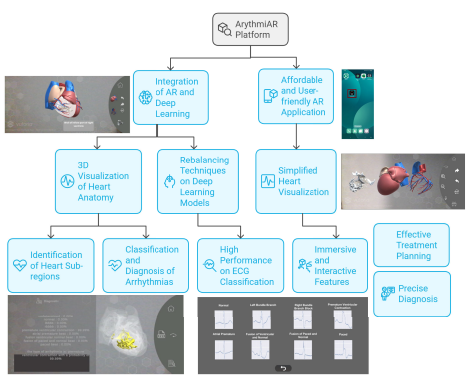 ArythmiAR
Platform
Integration
of AR and
Deep
Learning
Affordable
and User-
friendly AR
Application
3D
Visualization
of Heart
Anatomy
Rebalancing
Techniques
on Deep
Learning
Models
Simplified
Heart
Visualization
Identification
of Heart Sub-
regions
Classification
and
Diagnosis of
Arrhythmias
High
Performance
on ECG
Classification
Immersive
and
Interactive
Features
Effective
Treatment
Planning
Precise
Diagnosis
Normal
Left Bundle Branch
Right Bundle
Branch Block
Premature Ventricular
Contraction
Atrial Premature
Fusion of Ventricular
and Normal
Fusion of Paced and
Normal
Paced